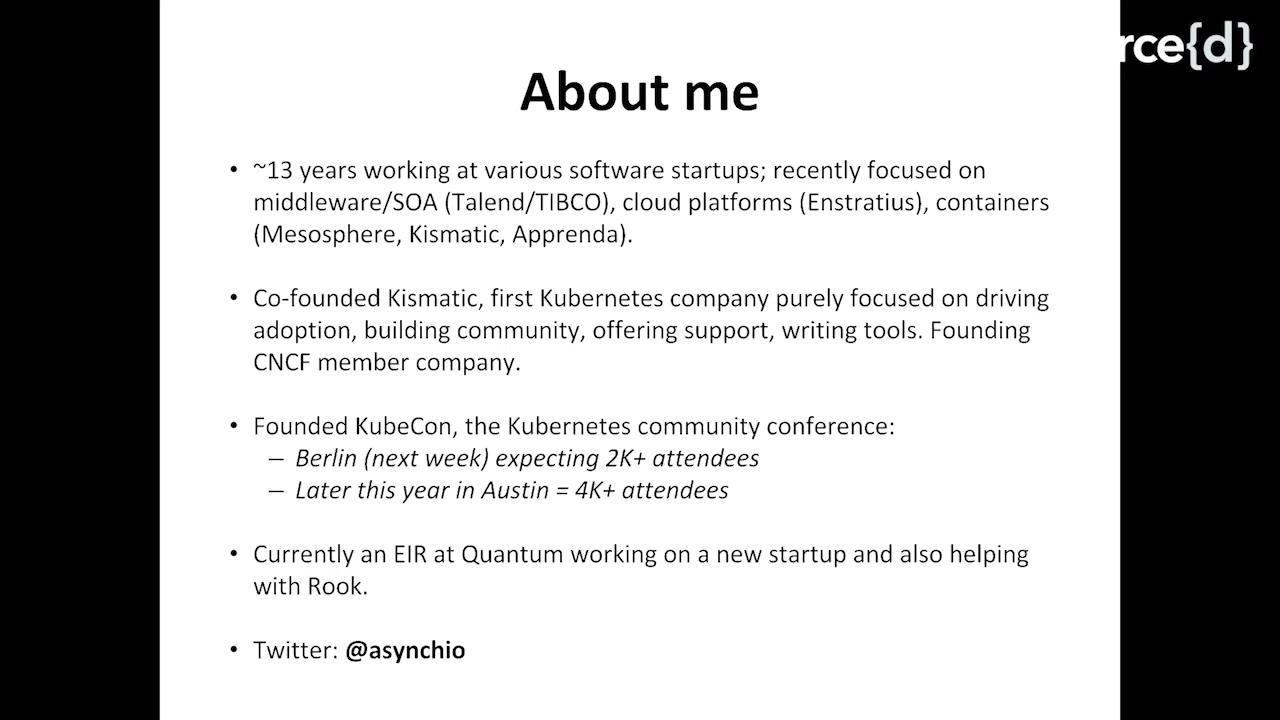 rce{d}
About me
• ~13 years working at various software startups; recently focused on
middleware/SOA (Talend/TIBCO), cloud platforms (Enstratius), containers
(Mesosphere, Kismatic, Apprenda).
• Co-founded Kismatic, first Kubernetes company purely focused on driving
adoption, building community, offering support, writing tools. Founding
CNCF member company.
• Founded KubeCon, the Kubernetes community conference:
– Berlin (next week) expecting 2K+ attendees
– Later this year in Austin = 4K+ attendees
• Currently an EIR at Quantum working on a new startup and also helping
with Rook.
• Twitter: @asynchio